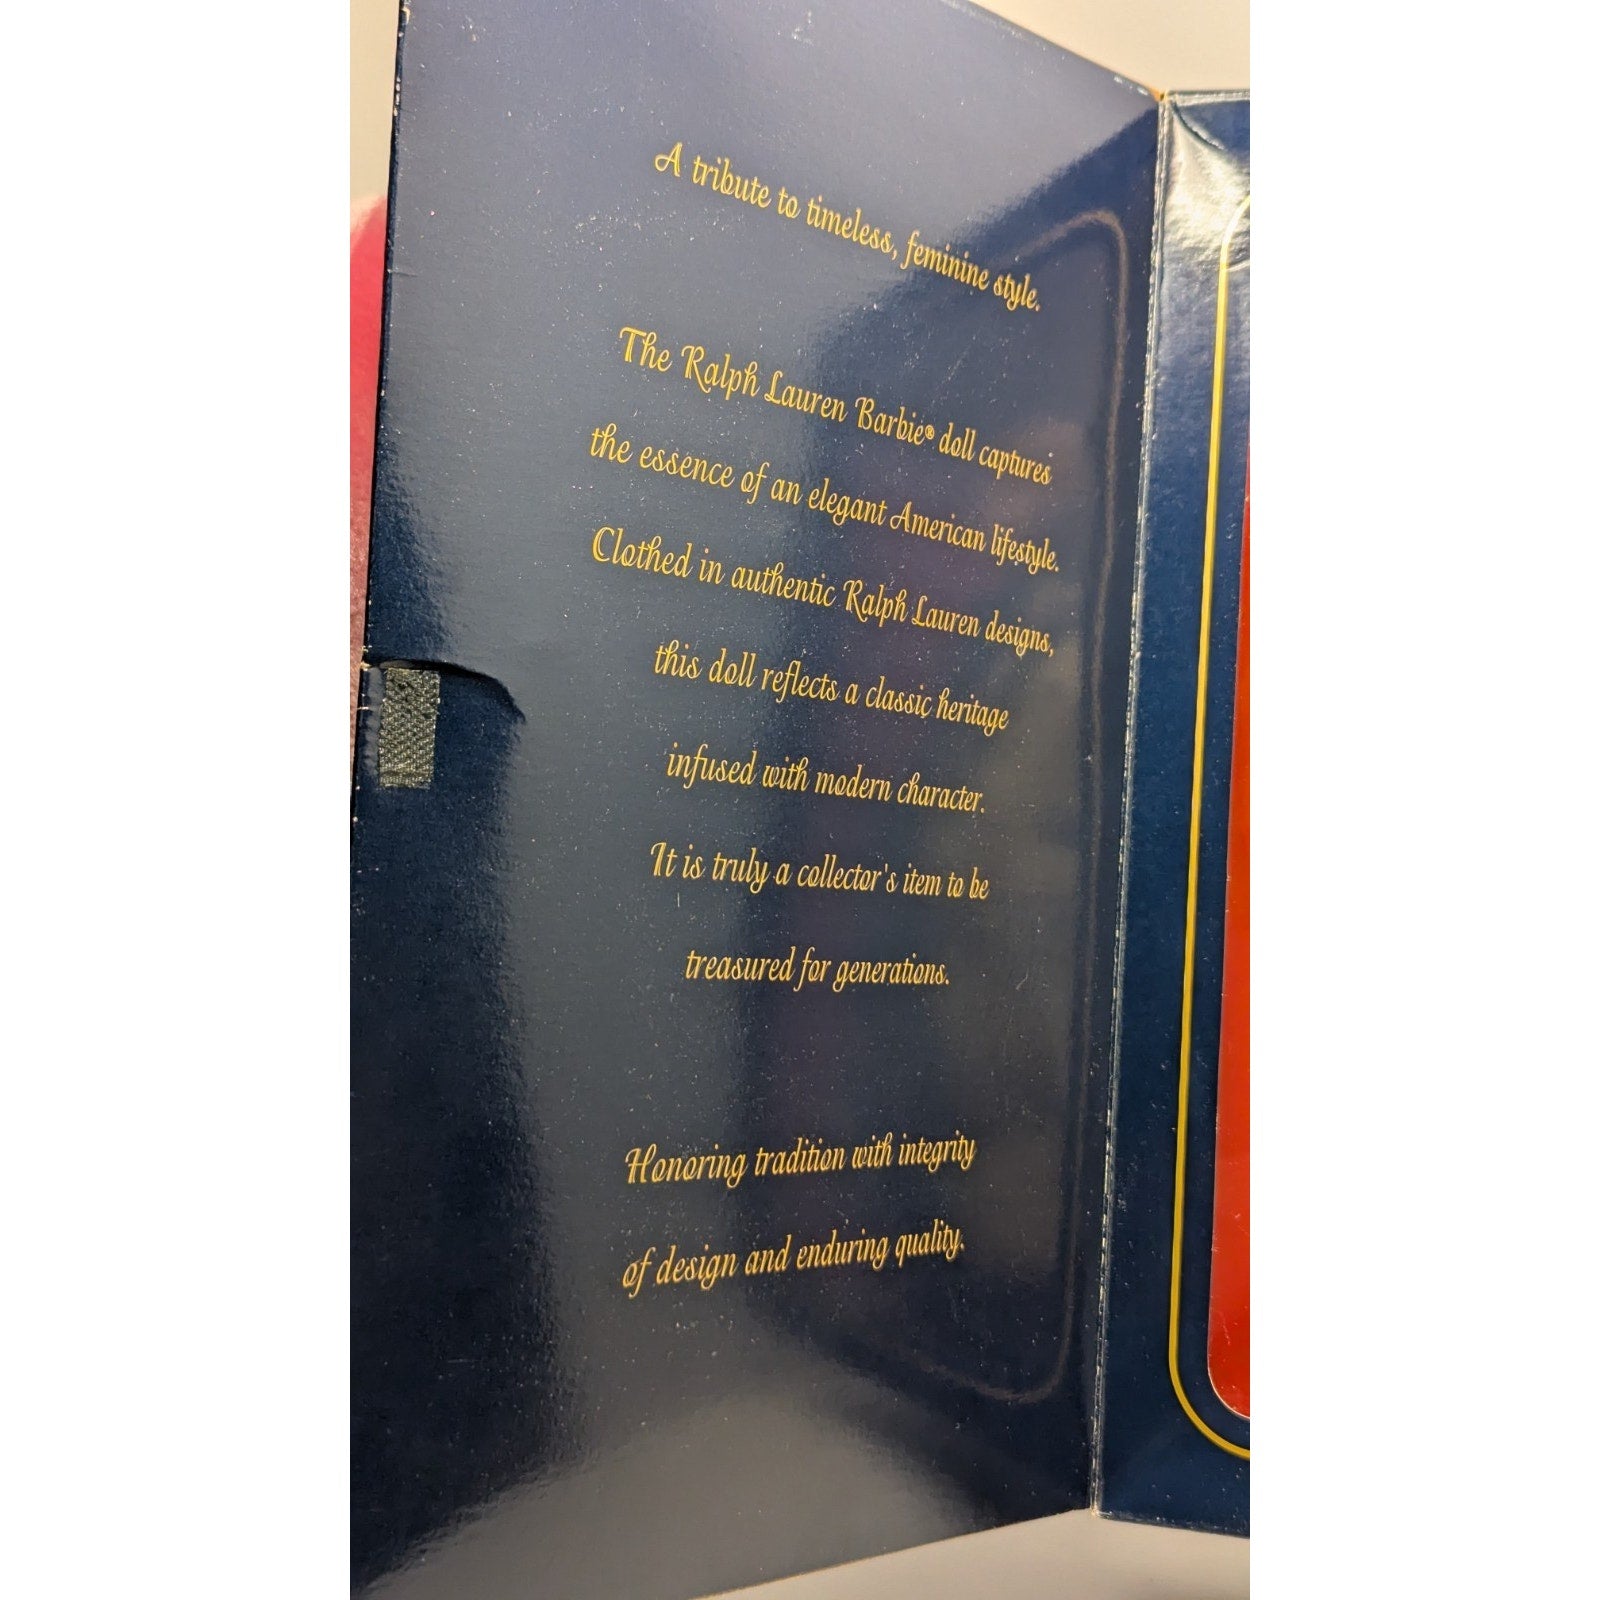 A tribute to timeless, feminine style.
The Ralph Lauren Barbie® doll captures
the essence of an elegant American lifestyle.
Clothed in authentic Ralph Lauren designs,
this doll reflects a classic heritage
infused with modern character.
It is truly a collector's item to be
treasured for generations.
Honoring tradition with integrity
of design and enduring quality.